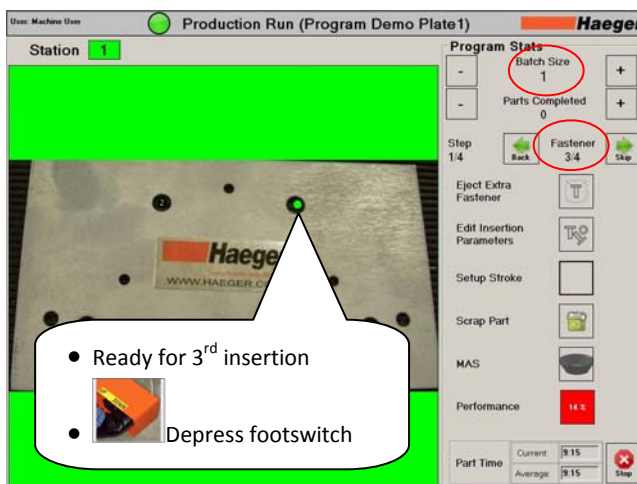 User: Machine User
Production Run (Program Demo Plate1)
Haeger
Station 1
Program Stats
Batch Size
- 1 +
Parts Completed
- 0 +
Step
1/4
Back
Fastener
3/4
Skip
Eject Extra
Fastener
Edit Insertion
Parameters
Setup Stroke
Scrap Part
MAS
Performance
14 %
Part Time
Current: 9.15
Average: 9.15
Stop
2
Haege
WWW.HAEGER.C
• Ready for 3rd insertion
• Depress footswitch